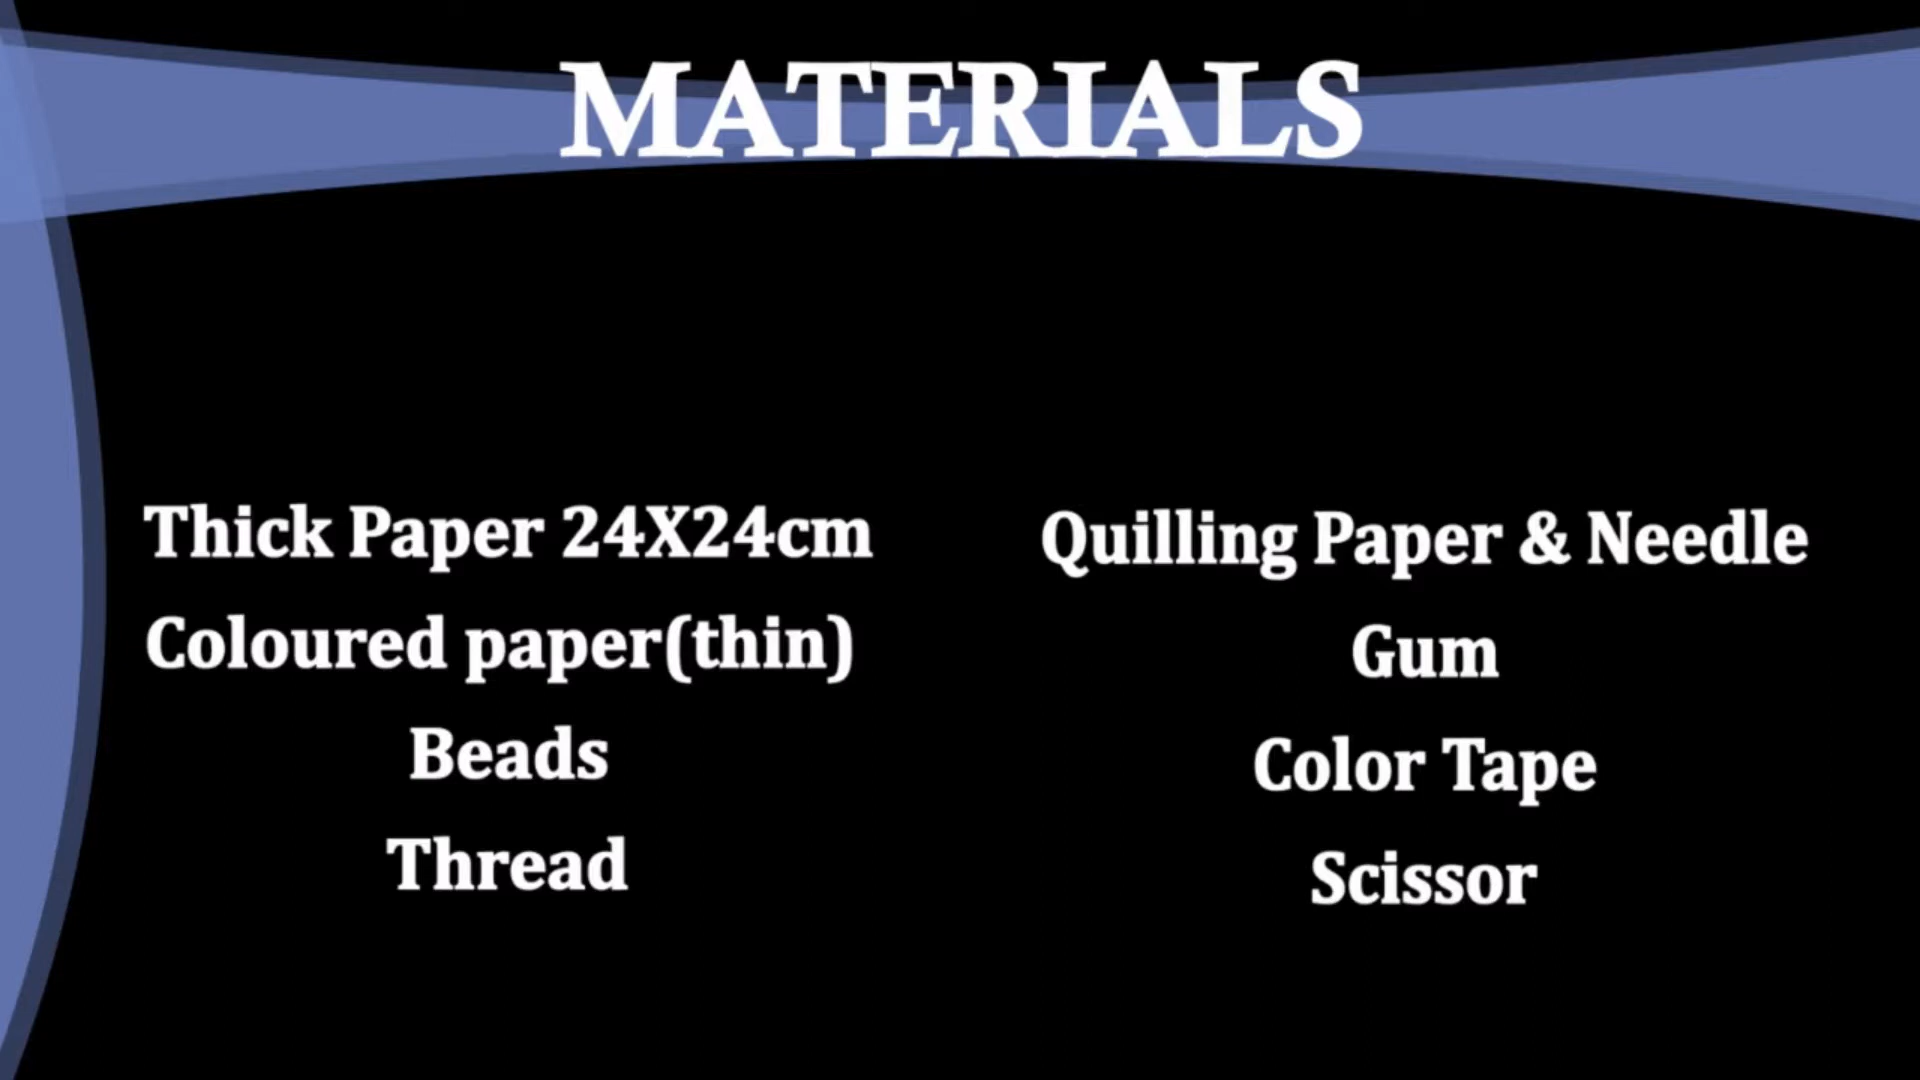 MATERIALS
Thick Paper 24X24cm
Coloured paper(thin)
Beads
Thread
Quilling Paper & Needle
Gum
Color Tape
Scissor